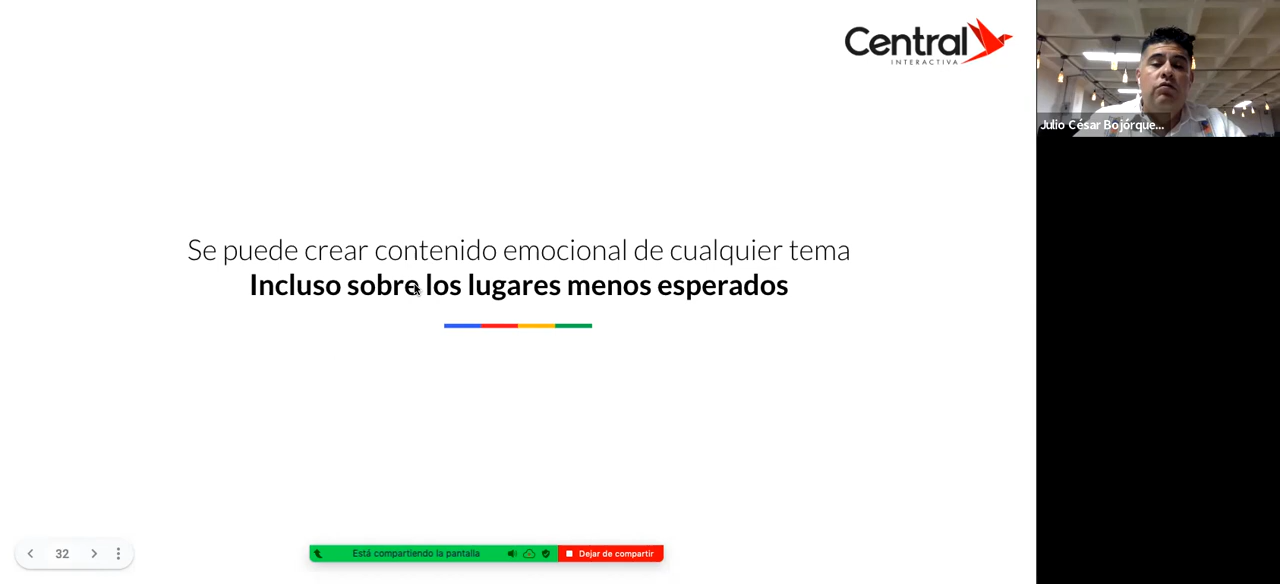 Central
INTERACTIVA
Julio César Bojórque...
Se puede crear contenido emocional de cualquier tema
Incluso sobre los lugares menos esperados
32
Está compartiendo la pantalla
Dejar de compartir